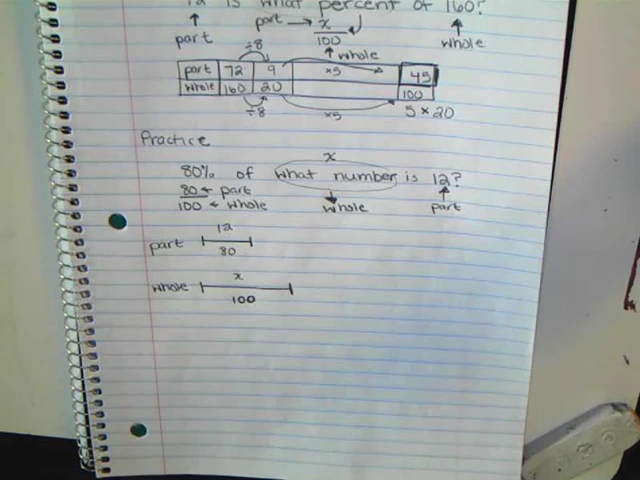 is what percent of 160?
part → x
part
100
whole
÷8
whole
part 72 9 ×5 45
whole 160 20 100
÷8 ×5 5 × 20
Practice
x
80% of what number is 12?
80 ← part
100 ← whole whole part
12
part
80
x
whole
100